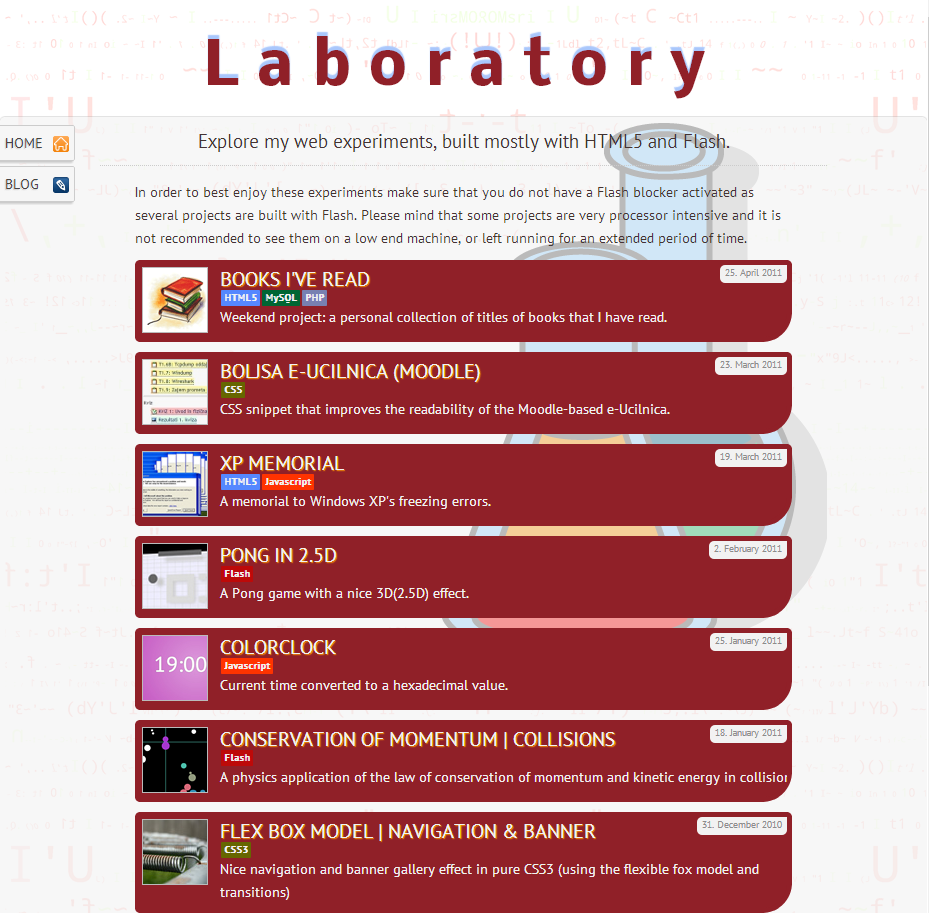 Laboratory
HOME
BLOG
Explore my web experiments, built mostly with HTML5 and Flash.
In order to best enjoy these experiments make sure that you do not have a Flash blocker activated as
several projects are built with Flash. Please mind that some projects are very processor intensive and it is
not recommended to see them on a low end machine, or left running for an extended period of time.
BOOKS I'VE READ
25. April 2011
HTML5 MySQL PHP
Weekend project: a personal collection of titles of books that I have read.
BOLJSA E-UCILNICA (MOODLE)
23. March 2011
CSS
CSS snippet that improves the readability of the Moodle-based e-Ucilnica.
XP MEMORIAL
19. March 2011
HTML5 Javascript
A memorial to Windows XP's freezing errors.
PONG IN 2.5D
2. February 2011
Flash
A Pong game with a nice 3D(2.5D) effect.
19:00
COLORCLOCK
25. January 2011
Javascript
Current time converted to a hexadecimal value.
CONSERVATION OF MOMENTUM | COLLISIONS
18. January 2011
Flash
A physics application of the law of conservation of momentum and kinetic energy in collision
FLEX BOX MODEL | NAVIGATION & BANNER
31. December 2010
CSS3
Nice navigation and banner gallery effect in pure CSS3 (using the flexible fox model and
transitions)